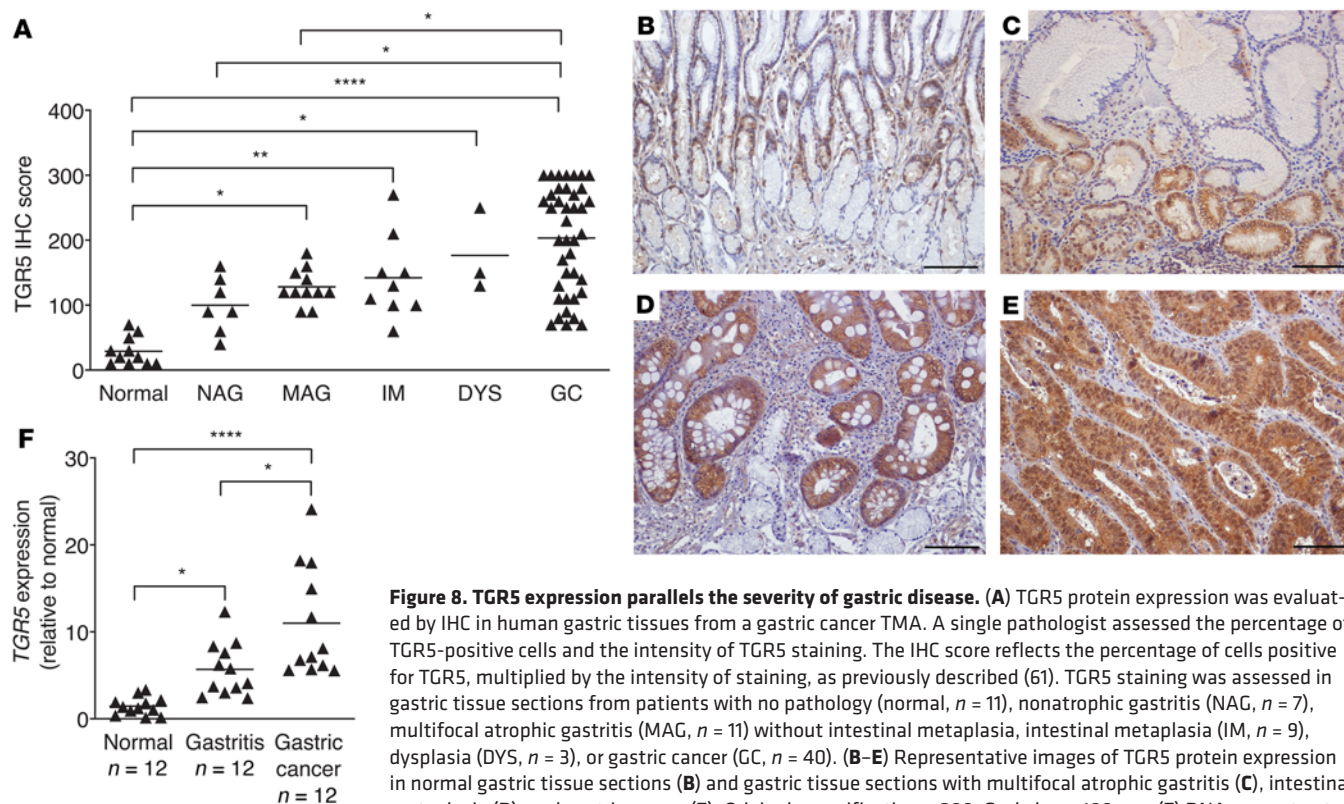 A
B
C
*
*
****
*
**
*
TGR5 IHC score
400
300
200
100
0
Normal NAG MAG IM DYS GC
D
E
F
****
*
*
TGR5 expression
(relative to normal)
30
20
10
0
Normal Gastritis Gastric
cancer
n = 12 n = 12
n = 12
Figure 8. TGR5 expression parallels the severity of gastric disease. (A) TGR5 protein expression was evaluat-
ed by IHC in human gastric tissues from a gastric cancer TMA. A single pathologist assessed the percentage
TGR5-positive cells and the intensity of TGR5 staining. The IHC score reflects the percentage of cells positive
for TGR5, multiplied by the intensity of staining, as previously described (61). TGR5 staining was assessed in
gastric tissue sections from patients with no pathology (normal, n = 11), nonatrophic gastritis (NAG, n = 7),
multifocal atrophic gastritis (MAG, n = 11) without intestinal metaplasia, intestinal metaplasia (IM, n = 9),
dysplasia (DYS, n = 3), or gastric cancer (GC, n = 40). (B–E) Representative images of TGR5 protein expression
in normal gastric tissue sections (B) and gastric tissue sections with multifocal atrophic gastritis (C),